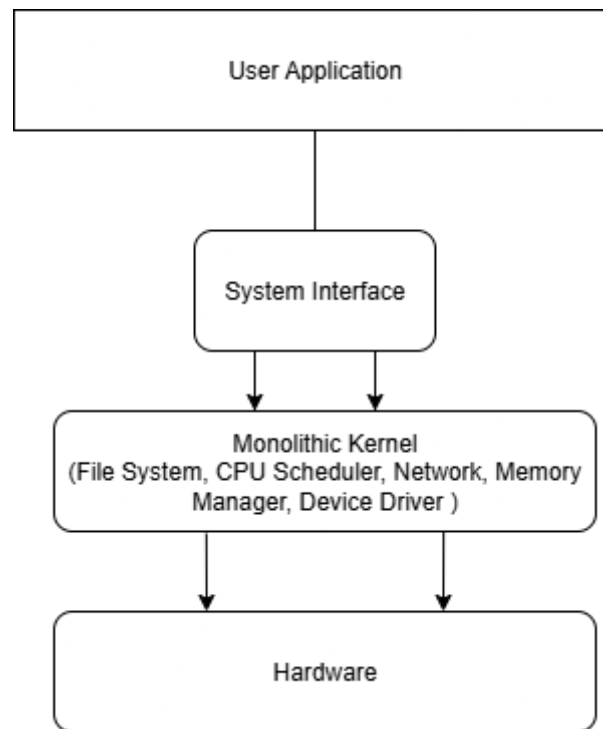 User Application
System Interface
Monolithic Kernel
(File System, CPU Scheduler, Network, Memory
Manager, Device Driver )
Hardware